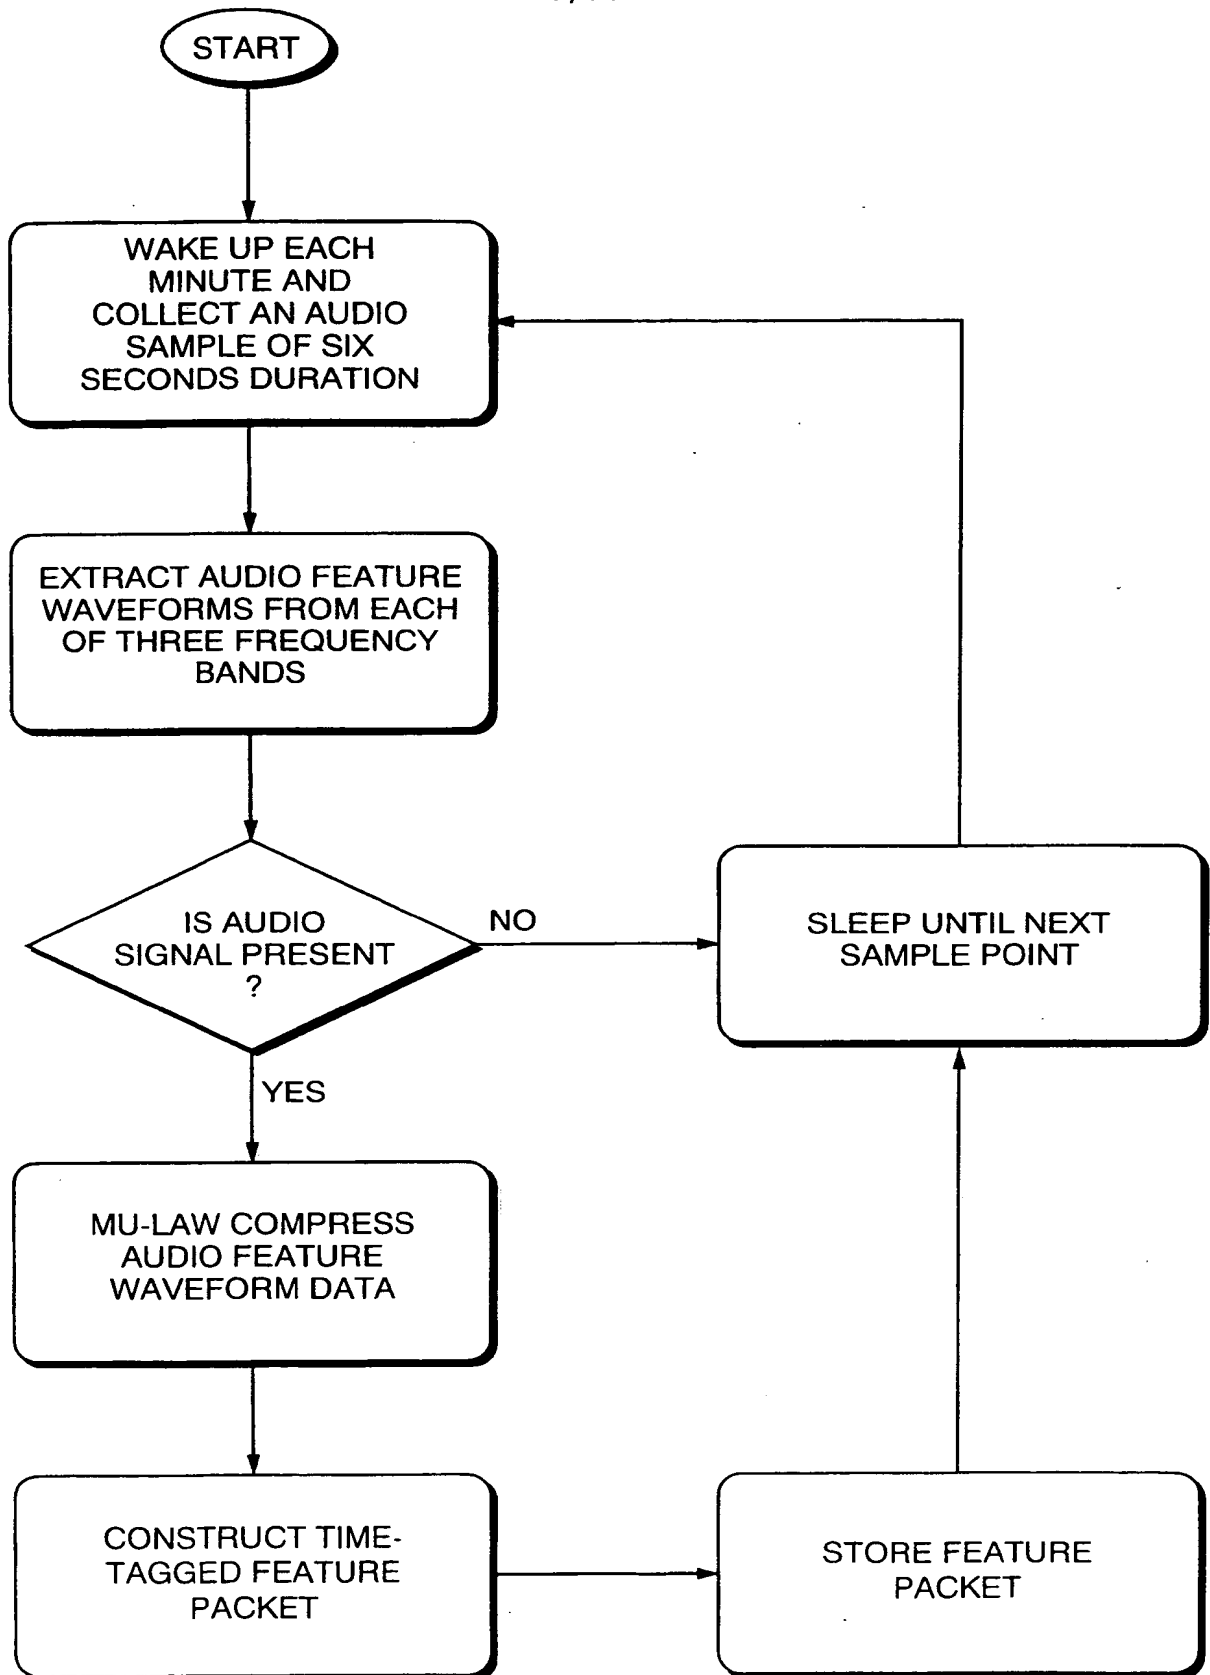 START
WAKE UP EACH
MINUTE AND
COLLECT AN AUDIO
SAMPLE OF SIX
SECONDS DURATION
EXTRACT AUDIO FEATURE
WAVEFORMS FROM EACH
OF THREE FREQUENCY
BANDS
IS AUDIO
SIGNAL PRESENT
?
NO
SLEEP UNTIL NEXT
SAMPLE POINT
YES
MU-LAW COMPRESS
AUDIO FEATURE
WAVEFORM DATA
CONSTRUCT TIME-
TAGGED FEATURE
PACKET
STORE FEATURE
PACKET